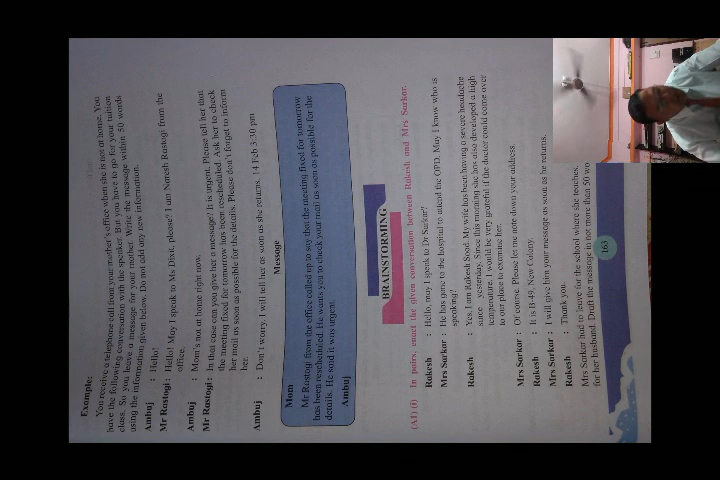 Example:
You receive a telephone call from your mother's office when she is not at home. You
have the following conversation with the speaker. But you have to go for your tuition
class. So you leave a message for your mother. Write the message within 50 words
using the information given below. Do not add any new information.
Ambuj : Hello!
Mr Rastogi : Hello! May I speak to Ms Dixit, please? I am Naresh Rastogi from the
office.
Ambuj : Mom's not at home right now.
Mr Rastogi : In that case can you give her a message? It is urgent. Please tell her that
the meeting fixed for tomorrow has been rescheduled. Ask her to check
her mail as soon as possible for the details. Please don't forget to inform
her.
Ambuj : Don't worry, I will tell her as soon as she returns. 14 Feb 3:30 pm
Message
Mom
Mr Rastogi from the office called up to say that the meeting fixed for tomorrow
has been rescheduled. He wants you to check your mail as soon as possible for the
details. He said it was urgent.
Ambuj
BRAINSTORMING
(A1) (i) In pairs, enact the given conversation between Rakesh and Mrs Sarkar.
Rakesh : Hello, may I speak to Dr Sarkar?
Mrs Sarkar : He has gone to the hospital to attend the OPD. May I know who is
speaking?
Rakesh : Yes, I am Rakesh Sood. My wife has been having a severe headache
since yesterday. Since this morning she has also developed a high
temperature. I would be very grateful if the doctor could come over
to our place to examine her.
Mrs Sarkar : Of course. Please let me note down your address.
Rakesh : It is B-49, New Colony.
Mrs Sarkar : I will give him your message as soon as he returns.
Rakesh : Thank you.
Mrs Sarkar had to leave for the school where she teaches.
for her husband. Draft the message in not more than 50 wo
163